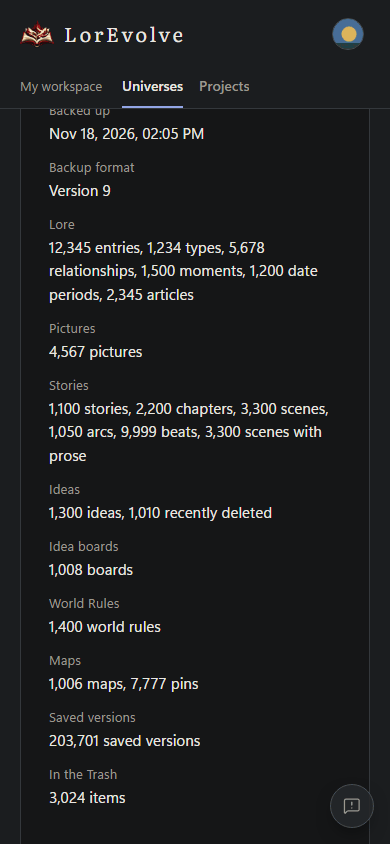 LorEvolve
My workspace
Universes
Projects
Backed up
Nov 18, 2026, 02:05 PM
Backup format
Version 9
Lore
12,345 entries, 1,234 types, 5,678
relationships, 1,500 moments, 1,200 date
periods, 2,345 articles
Pictures
4,567 pictures
Stories
1,100 stories, 2,200 chapters, 3,300 scenes,
1,050 arcs, 9,999 beats, 3,300 scenes with
prose
Ideas
1,300 ideas, 1,010 recently deleted
Idea boards
1,008 boards
World Rules
1,400 world rules
Maps
1,006 maps, 7,777 pins
Saved versions
203,701 saved versions
In the Trash
3,024 items